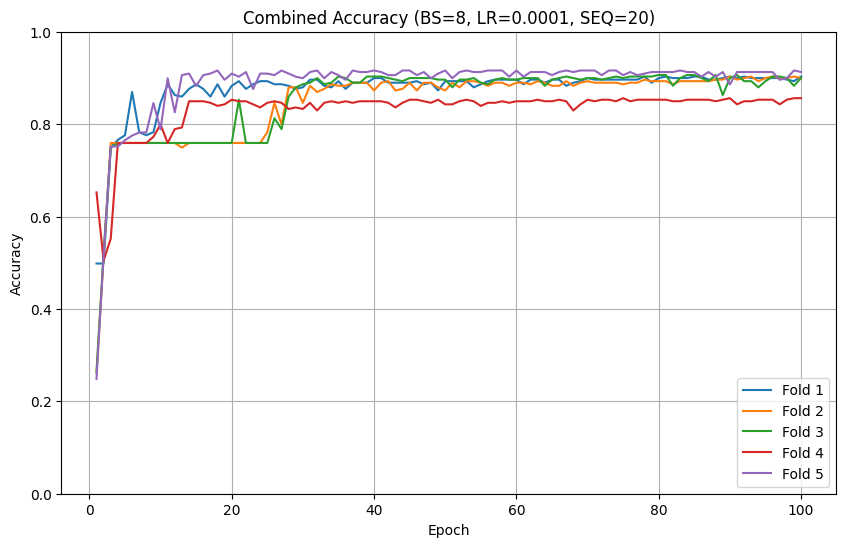 Combined Accuracy (BS=8, LR=0.0001, SEQ=20)
1.0
0.8
0.6
0.4
0.2
0.0
Accuracy
0 20 40 60 80 100
Epoch
Fold 1
Fold 2
Fold 3
Fold 4
Fold 5